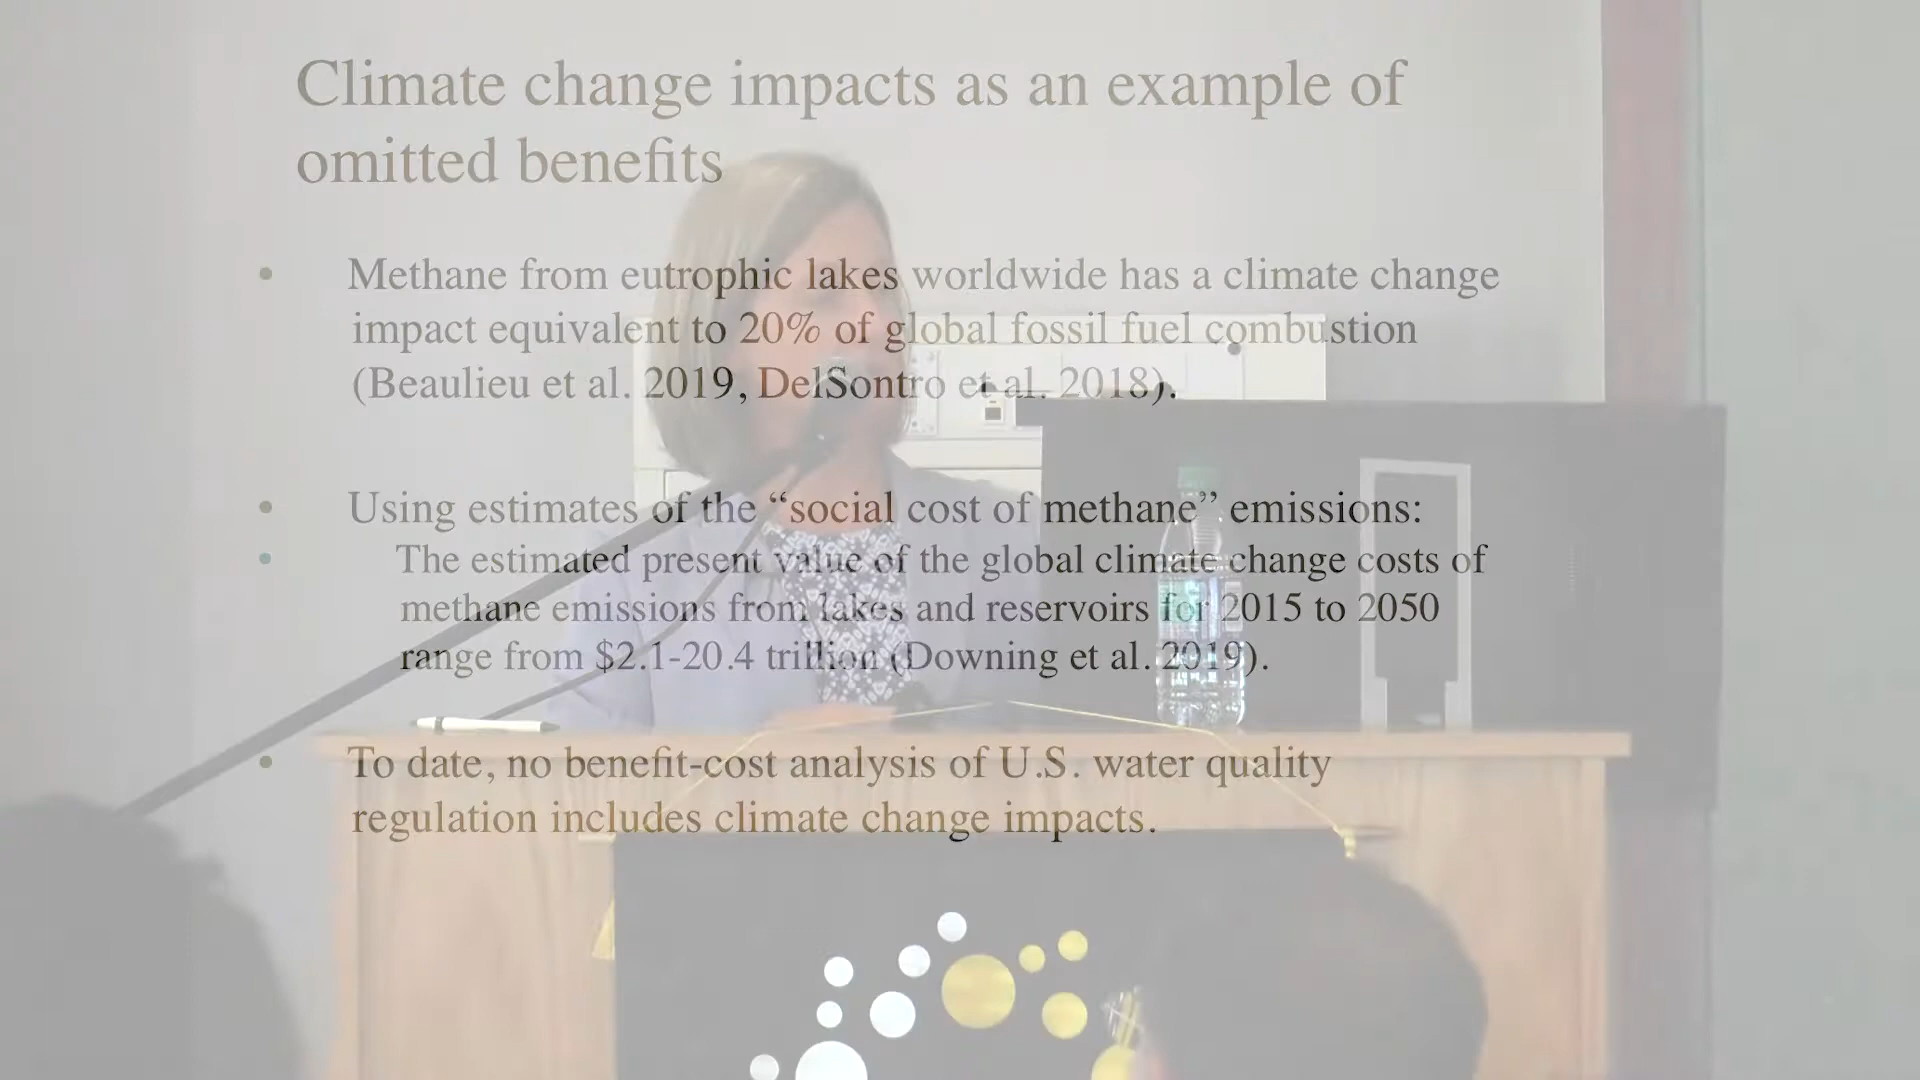 Climate change impacts as an example of
omitted benefits
• Methane from eutrophic lakes worldwide has a climate change
impact equivalent to 20% of global fossil fuel combustion
(Beaulieu et al. 2019, DelSontro et al. 2018).
• Using estimates of the “social cost of methane” emissions:
• The estimated present value of the global climate change costs of
methane emissions from lakes and reservoirs for 2015 to 2050
range from $2.1-20.4 trillion (Downing et al. 2019).
• To date, no benefit-cost analysis of U.S. water quality
regulation includes climate change impacts.